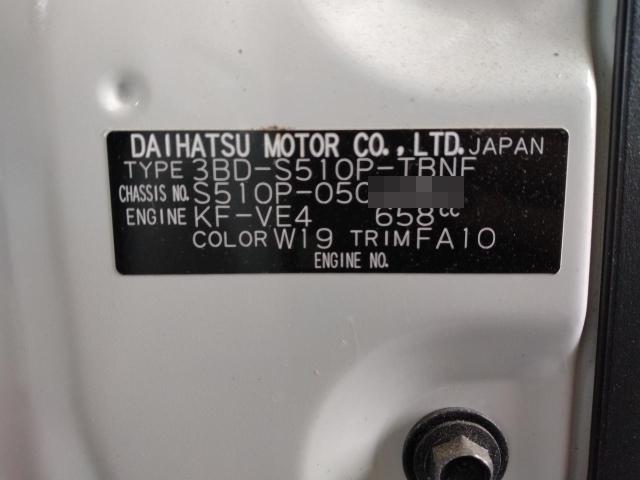 DAIHATSU MOTOR CO., LTD. JAPAN
TYPE 3BD-S510P-TBNF
CHASSIS NO. S510P-050
ENGINE KF-VE4 658cc
COLOR W19 TRIM FA10
ENGINE NO.